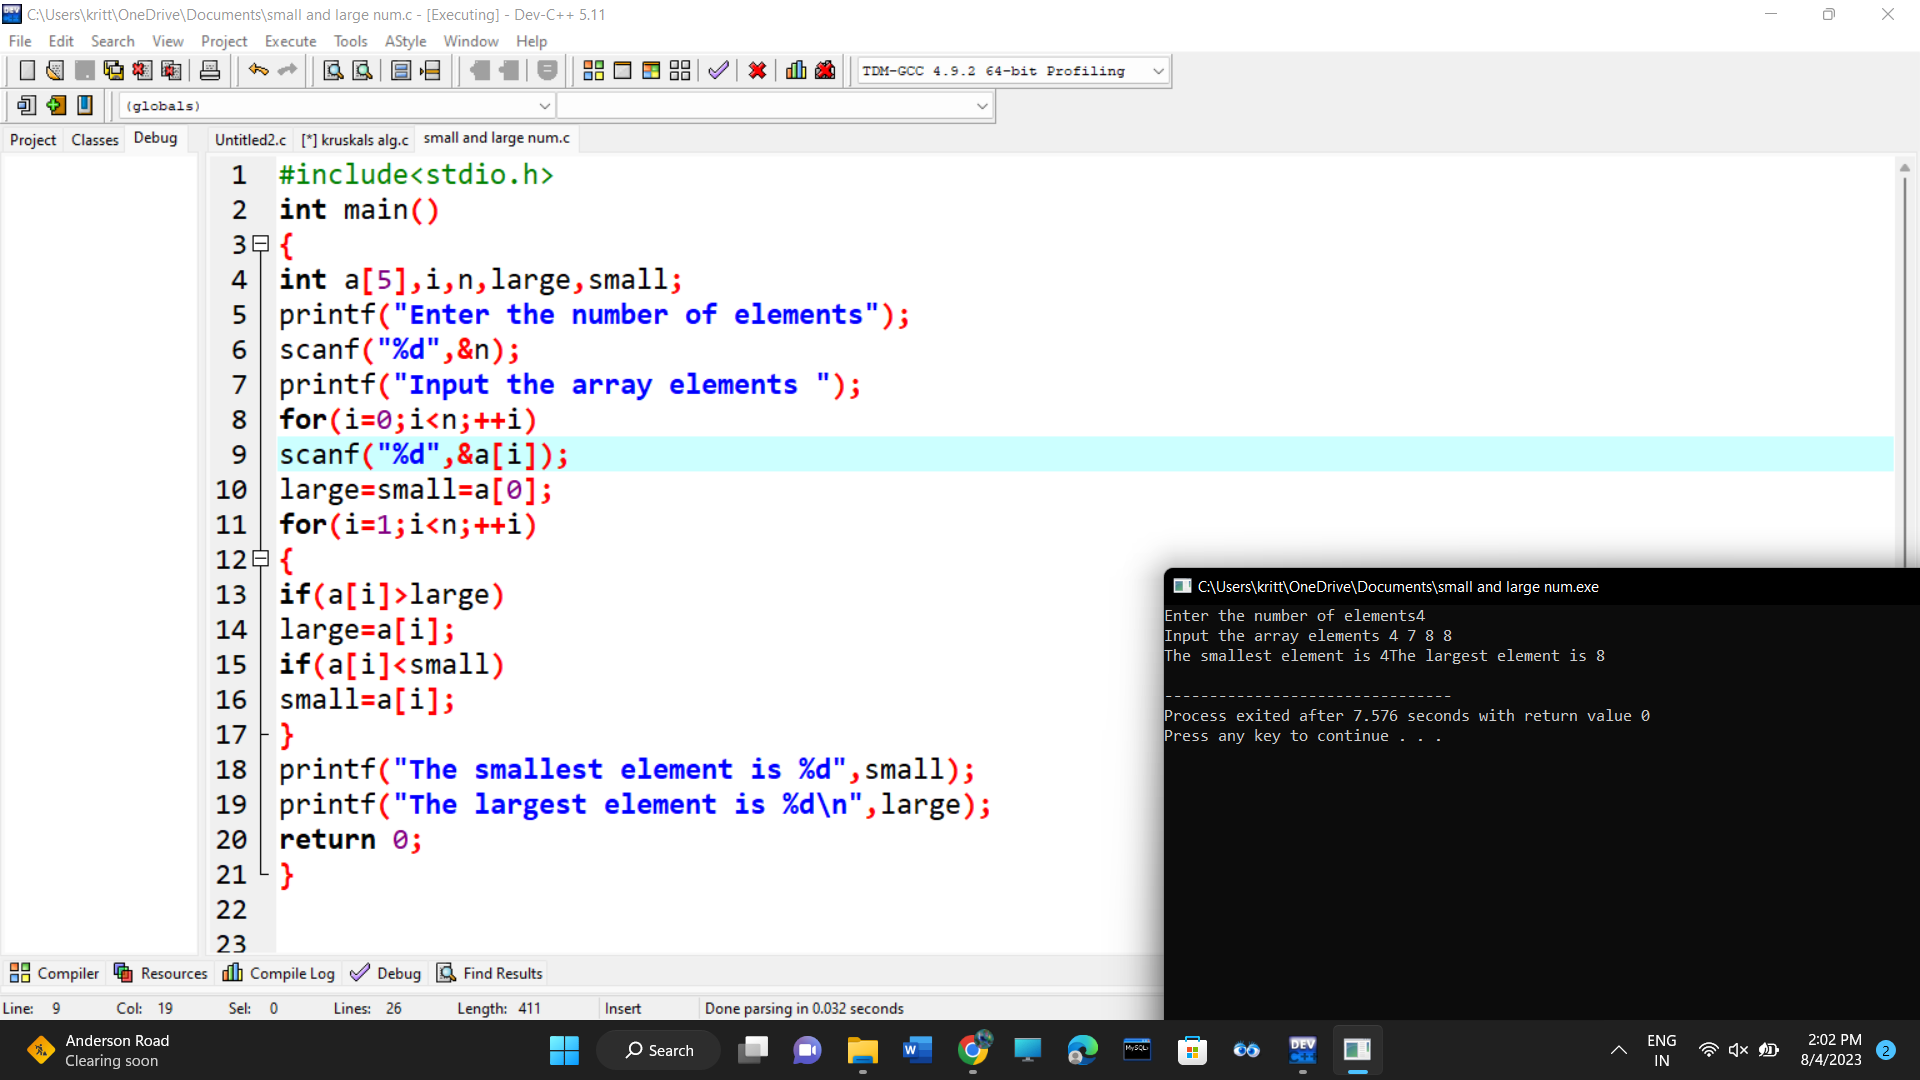 C:\Users\kritt\OneDrive\Documents\small and large num.c - [Executing] - Dev-C++ 5.11
File Edit Search View Project Execute Tools AStyle Window Help
TDM-GCC 4.9.2 64-bit Profiling
(globals)
Project Classes Debug
Untitled2.c [*] kruskals alg.c small and large num.c
1 #include<stdio.h>
2 int main()
3 {
4 int a[5],i,n,large,small;
5 printf("Enter the number of elements");
6 scanf("%d",&n);
7 printf("Input the array elements ");
8 for(i=0;i<n;++i)
9 scanf("%d",&a[i]);
10 large=small=a[0];
11 for(i=1;i<n;++i)
12 {
13 if(a[i]>large)
14 large=a[i];
15 if(a[i]<small)
16 small=a[i];
17 }
18 printf("The smallest element is %d",small);
19 printf("The largest element is %d\n",large);
20 return 0;
21 }
22
23
C:\Users\kritt\OneDrive\Documents\small and large num.exe
Enter the number of elements4
Input the array elements 4 7 8 8
The smallest element is 4The largest element is 8
--------------------------------
Process exited after 7.576 seconds with return value 0
Press any key to continue . . .
Compiler Resources Compile Log Debug Find Results
Line: 9 Col: 19 Sel: 0 Lines: 26 Length: 411 Insert Done parsing in 0.032 seconds
Anderson Road
Clearing soon
Search
W
MySQL
DEV
C++
ENG
IN
2:02 PM
8/4/2023
2